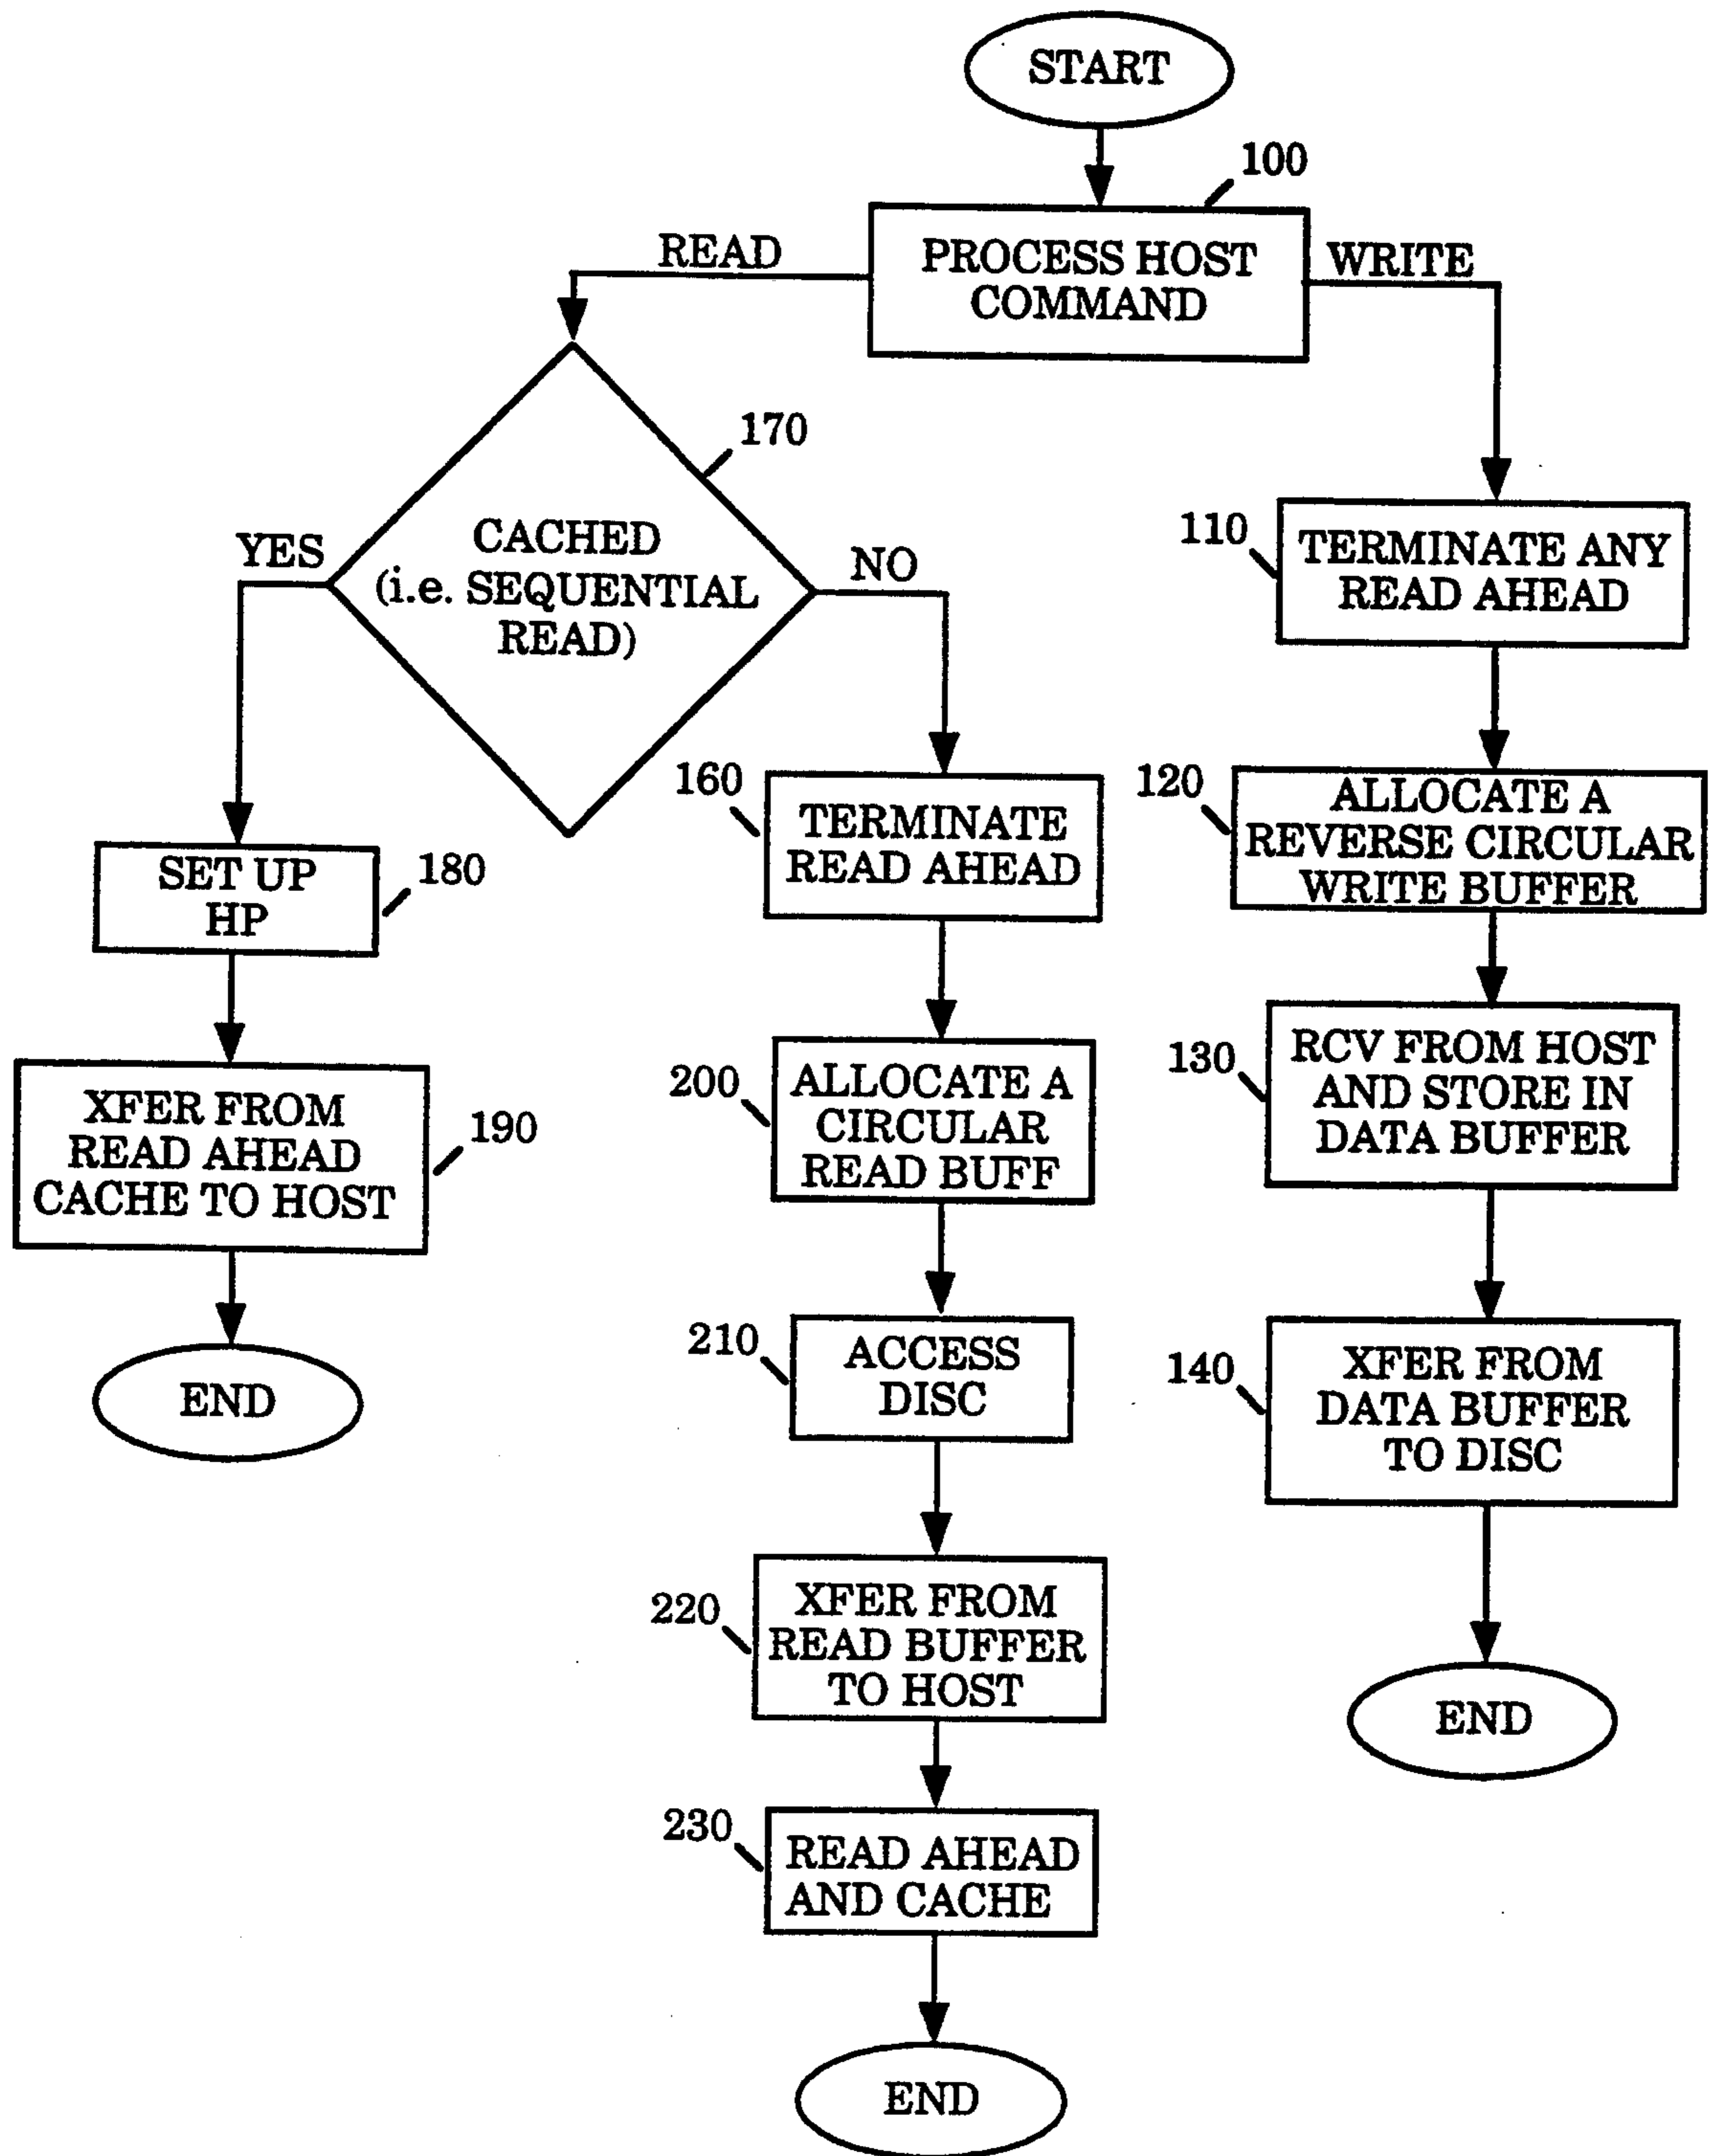 START
100
PROCESS HOST
COMMAND
READ
WRITE
170
CACHED
(i.e. SEQUENTIAL
READ)
YES
NO
110
TERMINATE ANY
READ AHEAD
160
TERMINATE
READ AHEAD
120
ALLOCATE A
REVERSE CIRCULAR
WRITE BUFFER
SET UP
HP
180
130
RCV FROM HOST
AND STORE IN
DATA BUFFER
200
ALLOCATE A
CIRCULAR
READ BUFF
XFER FROM
READ AHEAD
CACHE TO HOST
190
210
ACCESS
DISC
140
XFER FROM
DATA BUFFER
TO DISC
END
220
XFER FROM
READ BUFFER
TO HOST
END
230
READ AHEAD
AND CACHE
END